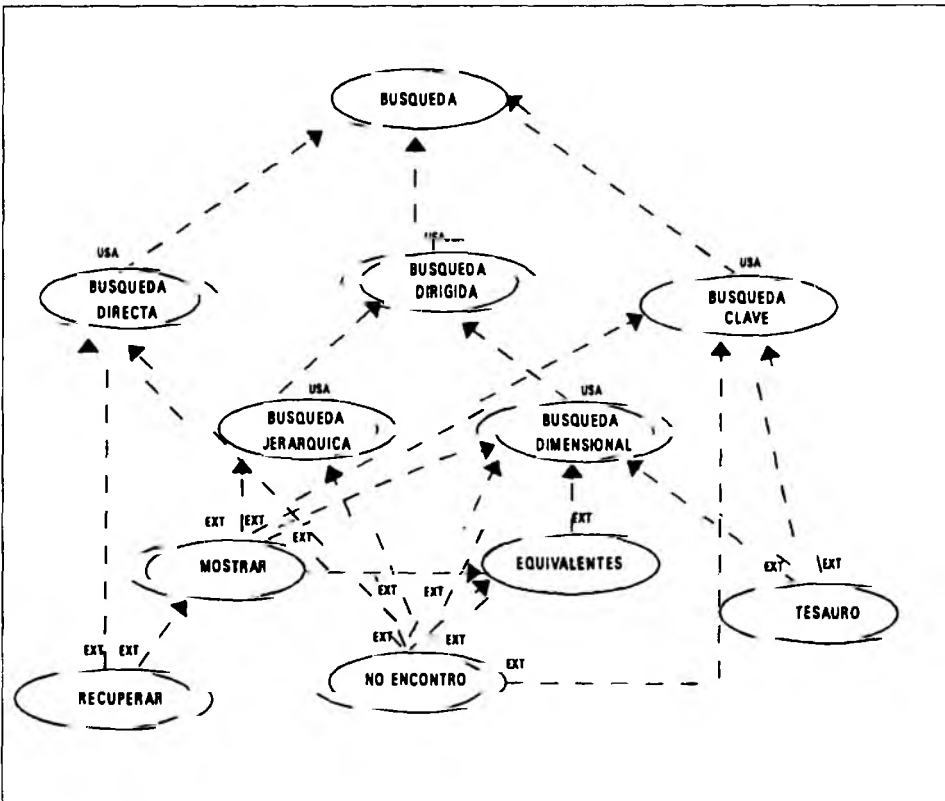 BUSQUEDA
USA
USA
USA
BUSQUEDA
DIRECTA
BUSQUEDA
DIRIGIDA
BUSQUEDA
CLAVE
USA
USA
BUSQUEDA
JERARQUICA
BUSQUEDA
DIMENSIONAL
EXT
EXT
EXT
EXT
MOSTRAR
EQUIVALENTES
EXT
EXT
TESAURO
EXT
EXT
EXT
EXT
EXT
EXT
EXT
RECUPERAR
NO ENCONTRO